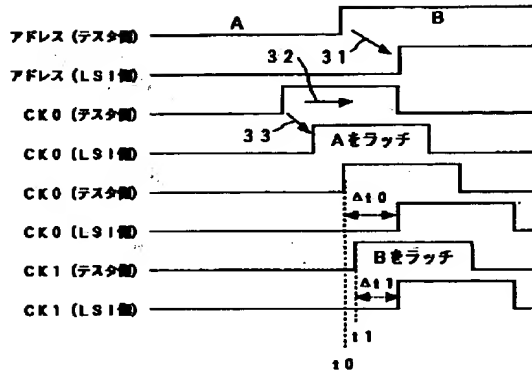 A B
アドレス(テスタ側) 31
アドレス(LSI側) 32
CK0(テスタ側)
33 Aをラッチ
CK0(LSI側)
CK0(テスタ側)
Δt0
CK0(LSI側)
CK1(テスタ側) Bをラッチ
Δt1
CK1(LSI側)
t1
t0